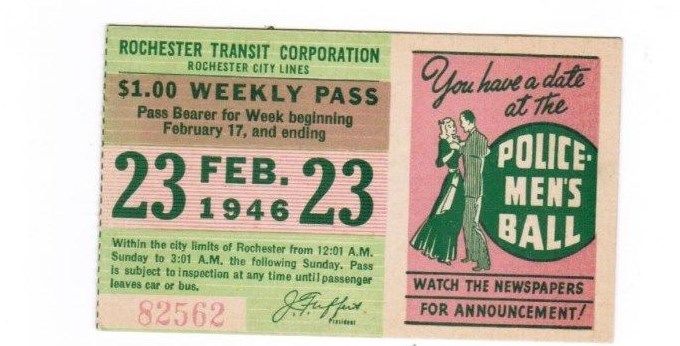 ROCHESTER TRANSIT CORPORATION
ROCHESTER CITY LINES
$1.00 WEEKLY PASS
Pass Bearer for Week beginning
February 17, and ending
23 FEB. 23
1946
Within the city limits of Rochester from 12:01 A.M.
Sunday to 3:01 A.M. the following Sunday. Pass
is subject to inspection at any time until passenger
leaves car or bus.
82562
President
You have a date
at the
POLICE-
MEN'S
BALL
WATCH THE NEWSPAPERS
FOR ANNOUNCEMENT!